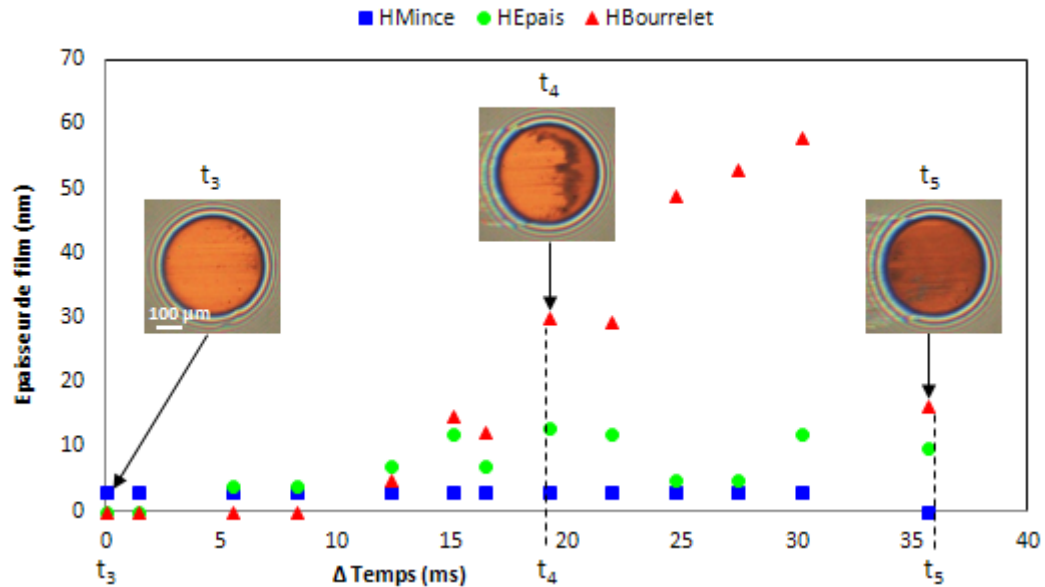 HMince HEpais HBourrelet
70
60
50
40
30
20
10
0
Epaisseur de film (nm)
t4
t3
t5
100 µm
0 5 10 15 20 25 30 35 40
t3 Δ Temps (ms) t4 t5